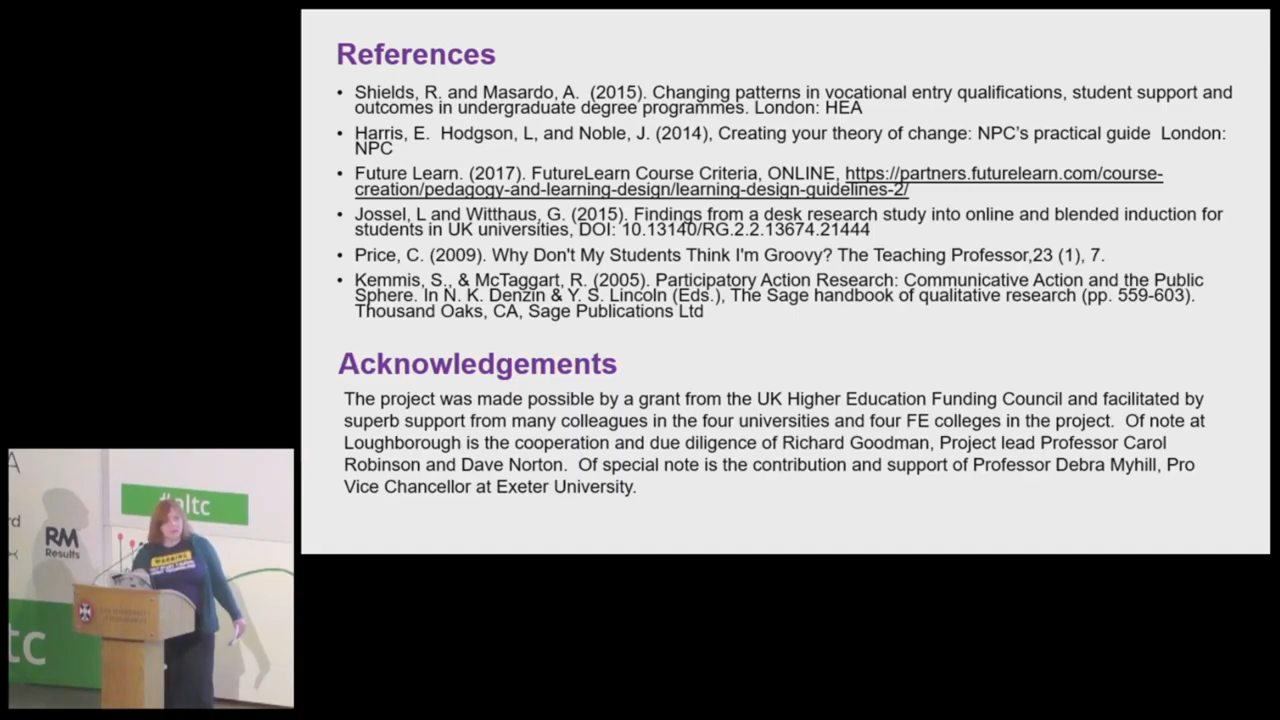 References
• Shields, R. and Masardo, A.  (2015). Changing patterns in vocational entry qualifications, student support and
outcomes in undergraduate degree programmes. London: HEA
• Harris, E.  Hodgson, L, and Noble, J. (2014), Creating your theory of change: NPC's practical guide  London:
NPC
• Future Learn. (2017). FutureLearn Course Criteria, ONLINE, https://partners.futurelearn.com/course-
creation/pedagogy-and-learning-design/learning-design-guidelines-2/
• Jossel, L and Witthaus, G. (2015). Findings from a desk research study into online and blended induction for
students in UK universities, DOI: 10.13140/RG.2.2.13674.21444
• Price, C. (2009). Why Don't My Students Think I'm Groovy? The Teaching Professor,23 (1), 7.
• Kemmis, S., & McTaggart, R. (2005). Participatory Action Research: Communicative Action and the Public
Sphere. In N. K. Denzin & Y. S. Lincoln (Eds.), The Sage handbook of qualitative research (pp. 559-603).
Thousand Oaks, CA, Sage Publications Ltd
Acknowledgements
The project was made possible by a grant from the UK Higher Education Funding Council and facilitated by
superb support from many colleagues in the four universities and four FE colleges in the project.  Of note at
Loughborough is the cooperation and due diligence of Richard Goodman, Project lead Professor Carol
Robinson and Dave Norton.  Of special note is the contribution and support of Professor Debra Myhill, Pro
Vice Chancellor at Exeter University.
#altc
RM
Results
WARNING
tc